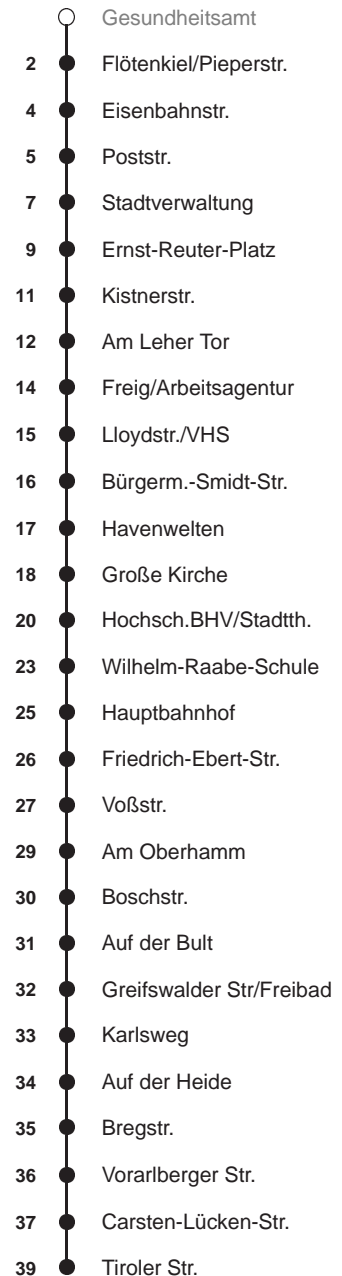 Gesundheitsamt
2 Flötenkiel/Pieperstr.
4 Eisenbahnstr.
5 Poststr.
7 Stadtverwaltung
9 Ernst-Reuter-Platz
11 Kistnerstr.
12 Am Leher Tor
14 Freig/Arbeitsagentur
15 Lloydstr./VHS
16 Bürgerm.-Smidt-Str.
17 Havenwelten
18 Große Kirche
20 Hochsch.BHV/Stadtth.
23 Wilhelm-Raabe-Schule
25 Hauptbahnhof
26 Friedrich-Ebert-Str.
27 Voßstr.
29 Am Oberhamm
30 Boschstr.
31 Auf der Bult
32 Greifswalder Str/Freibad
33 Karlsweg
34 Auf der Heide
35 Bregstr.
36 Vorarlberger Str.
37 Carsten-Lücken-Str.
39 Tiroler Str.